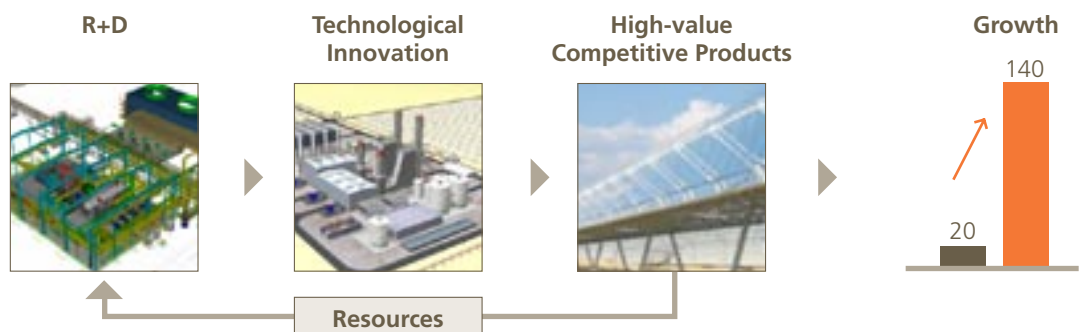 R+D
Technological
Innovation
High-value
Competitive Products
Growth
140
20
Resources